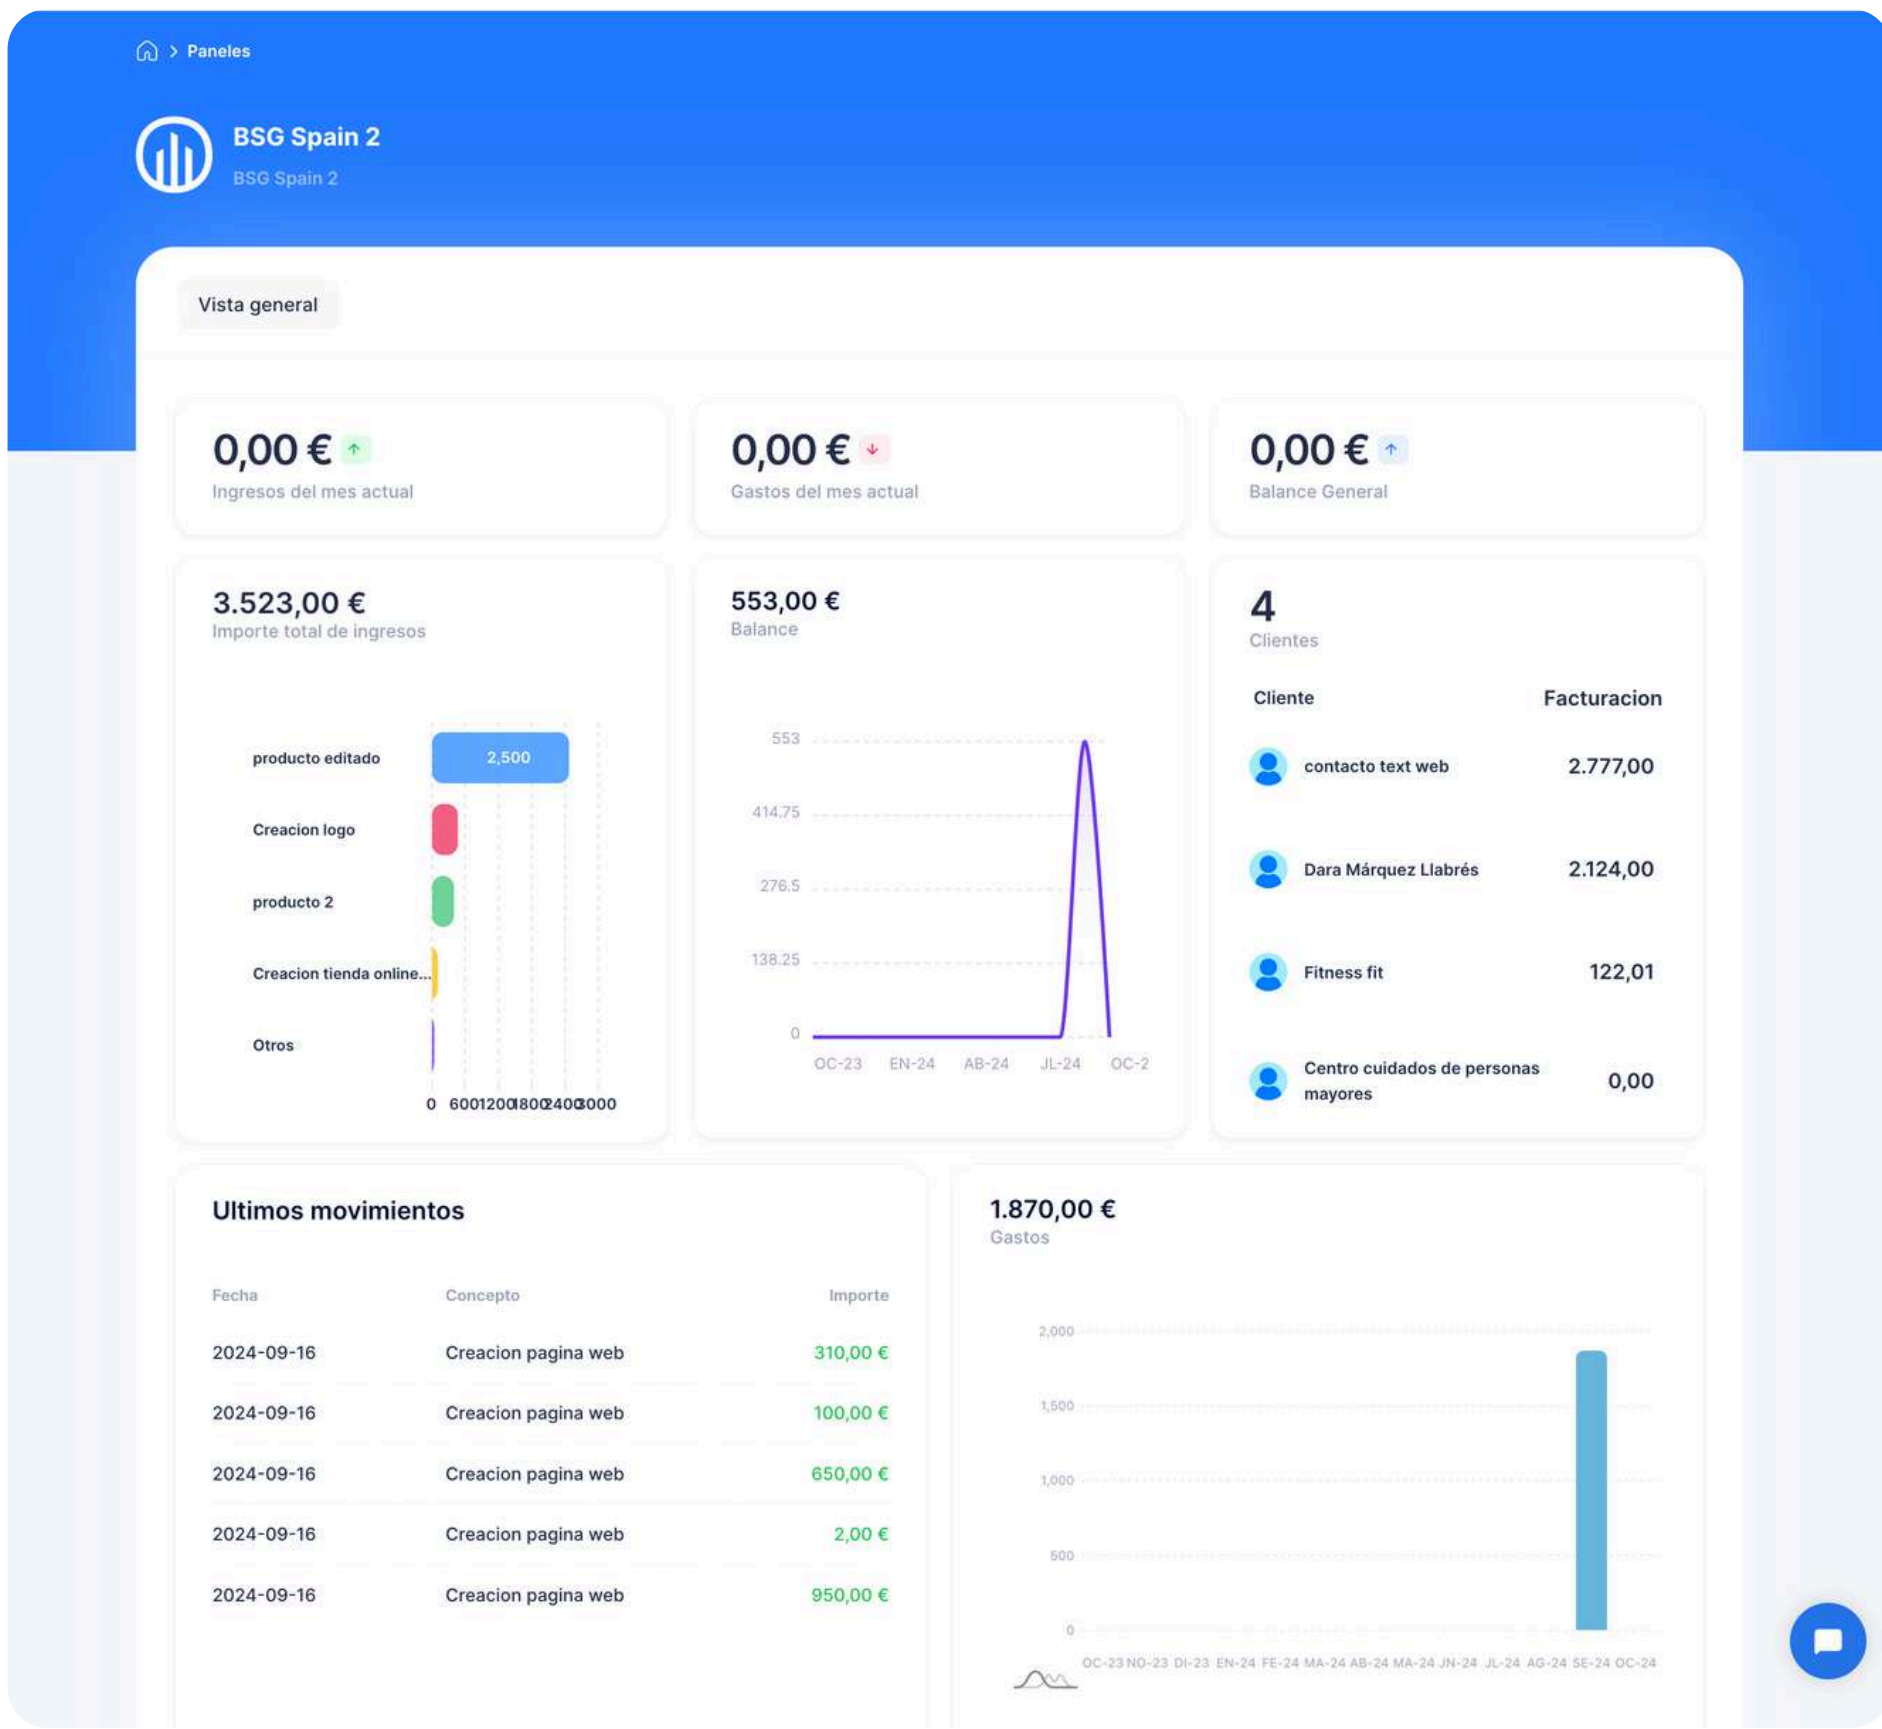 Paneles
BSG Spain 2
BSG Spain 2
Vista general
0,00 €
Ingresos del mes actual
0,00 €
Gastos del mes actual
0,00 €
Balance General
3.523,00 €
Importe total de ingresos
producto editado
2,500
Creacion logo
producto 2
Creacion tienda online...
Otros
0 600 1200 1800 2400 3000
553,00 €
Balance
553
414.75
276.5
138.25
0
OC-23 EN-24 AB-24 JL-24 OC-2
4
Clientes
Cliente Facturacion
contacto text web 2.777,00
Dara Márquez Llabrés 2.124,00
Fitness fit 122,01
Centro cuidados de personas
mayores 0,00
Ultimos movimientos
Fecha Concepto Importe
2024-09-16 Creacion pagina web 310,00 €
2024-09-16 Creacion pagina web 100,00 €
2024-09-16 Creacion pagina web 650,00 €
2024-09-16 Creacion pagina web 2,00 €
2024-09-16 Creacion pagina web 950,00 €
1.870,00 €
Gastos
2,000
1,500
1,000
500
0
OC-23 NO-23 DI-23 EN-24 FE-24 MA-24 AB-24 MA-24 JN-24 JL-24 AG-24 SE-24 OC-24